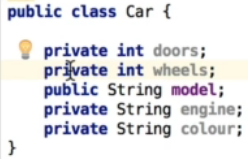 public class Car {
private int doors;
private int wheels;
public String model;
private String engine;
private String colour;
}